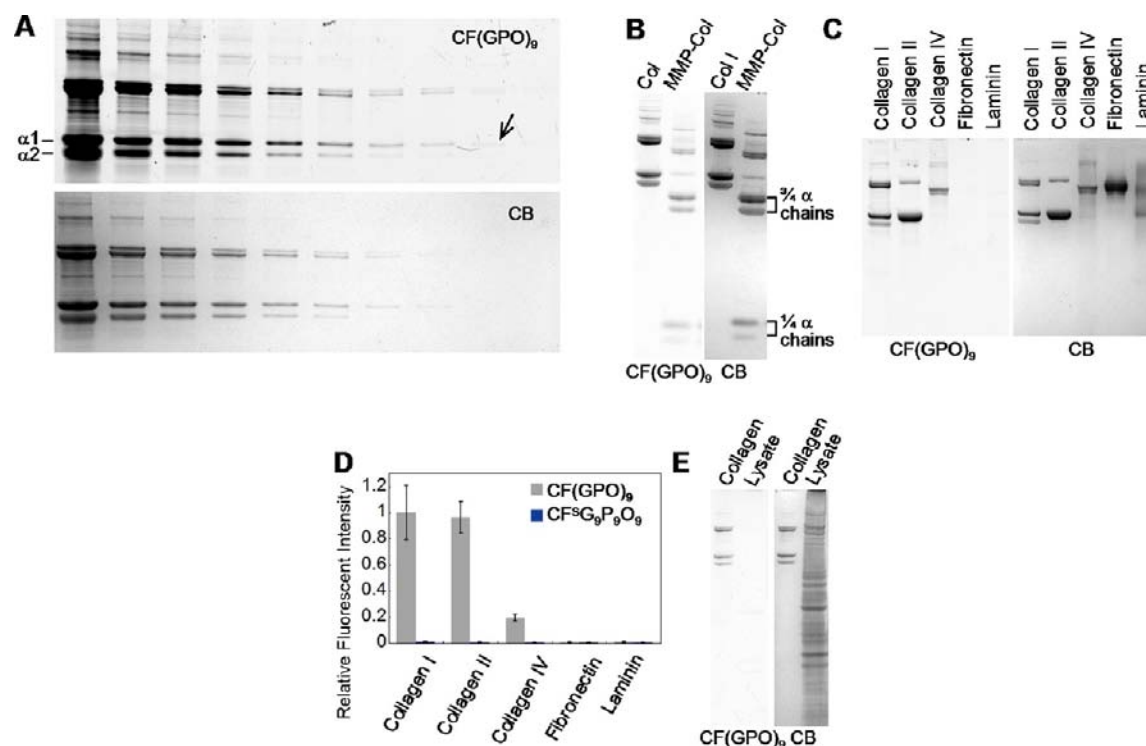 A
CF(GPO)₉
α1
α2
CB
B
Col
MMP-Col
Col I
MMP-Col
¾ α
chains
¼ α
chains
CF(GPO)₉ CB
C
Collagen I
Collagen II
Collagen IV
Fibronectin
Laminin
Collagen I
Collagen II
Collagen IV
Fibronectin
Laminin
CF(GPO)₉
CB
D
Relative Fluorescent Intensity
1.2
1
0.8
0.6
0.4
0.2
0
CF(GPO)₉
CFˢG₉P₉O₉
Collagen I
Collagen II
Collagen IV
Fibronectin
Laminin
E
Collagen
Lysate
Collagen
Lysate
CF(GPO)₉ CB